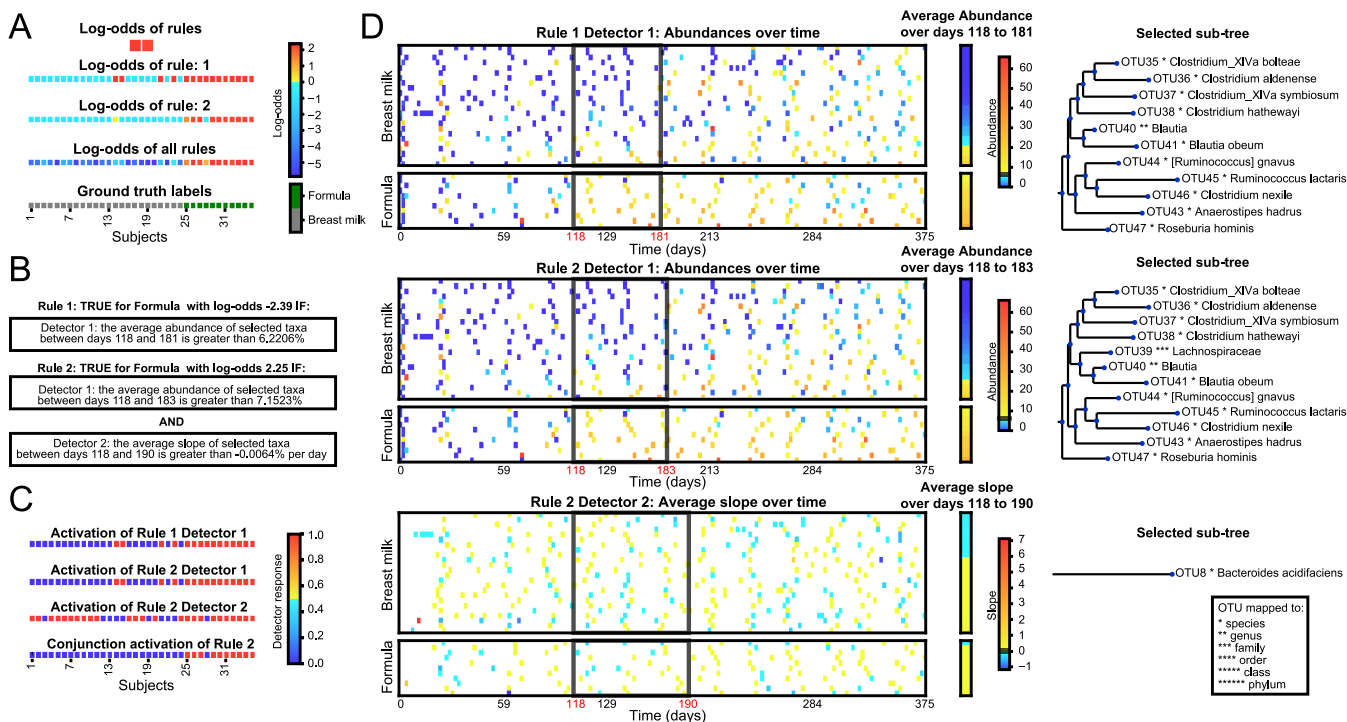 A
Log-odds of rules
Log-odds of rule: 1
Log-odds of rule: 2
Log-odds of all rules
Ground truth labels
1 7 13 19 25 31
Subjects
2
1
0
−1
−2
−3
−4
−5
Log-odds
Formula
Breast milk
B
Rule 1: TRUE for Formula with log-odds -2.39 IF:
Detector 1: the average abundance of selected taxa
between days 118 and 181 is greater than 6.2206%
Rule 2: TRUE for Formula with log-odds 2.25 IF:
Detector 1: the average abundance of selected taxa
between days 118 and 183 is greater than 7.1523%
AND
Detector 2: the average slope of selected taxa
between days 118 and 190 is greater than -0.0064% per day
C
Activation of Rule 1 Detector 1
Activation of Rule 2 Detector 1
Activation of Rule 2 Detector 2
Conjunction activation of Rule 2
1 7 13 19 25 31
Subjects
1.0
0.8
0.6
0.4
0.2
0.0
Detector response
D
Rule 1 Detector 1: Abundances over time
Breast milk
Formula
0 59 118 129 181 213 284 375
Time (days)
Average Abundance
over days 118 to 181
60
50
40
30
20
10
0
Abundance
Selected sub-tree
OTU35 * Clostridium_XIVa bolteae
OTU36 * Clostridium aldenense
OTU37 * Clostridium_XIVa symbiosum
OTU38 * Clostridium hathewayi
OTU40 ** Blautia
OTU41 * Blautia obeum
OTU44 * [Ruminococcus] gnavus
OTU45 * Ruminococcus lactaris
OTU46 * Clostridium nexile
OTU43 * Anaerostipes hadrus
OTU47 * Roseburia hominis
Rule 2 Detector 1: Abundances over time
Breast milk
Formula
0 59 118 129 183 213 284 375
Time (days)
Average Abundance
over days 118 to 183
60
50
40
30
20
10
0
Abundance
Selected sub-tree
OTU35 * Clostridium_XIVa bolteae
OTU36 * Clostridium aldenense
OTU37 * Clostridium_XIVa symbiosum
OTU38 * Clostridium hathewayi
OTU39 *** Lachnospiraceae
OTU40 ** Blautia
OTU41 * Blautia obeum
OTU44 * [Ruminococcus] gnavus
OTU45 * Ruminococcus lactaris
OTU46 * Clostridium nexile
OTU43 * Anaerostipes hadrus
OTU47 * Roseburia hominis
Rule 2 Detector 2: Average slope over time
Breast milk
Formula
0 59 118 129 190 213 284 375
Time (days)
Average slope
over days 118 to 190
7
6
5
4
3
2
1
0
−1
Slope
Selected sub-tree
OTU8 * Bacteroides acidifaciens
OTU mapped to:
* species
** genus
*** family
**** order
***** class
****** phylum